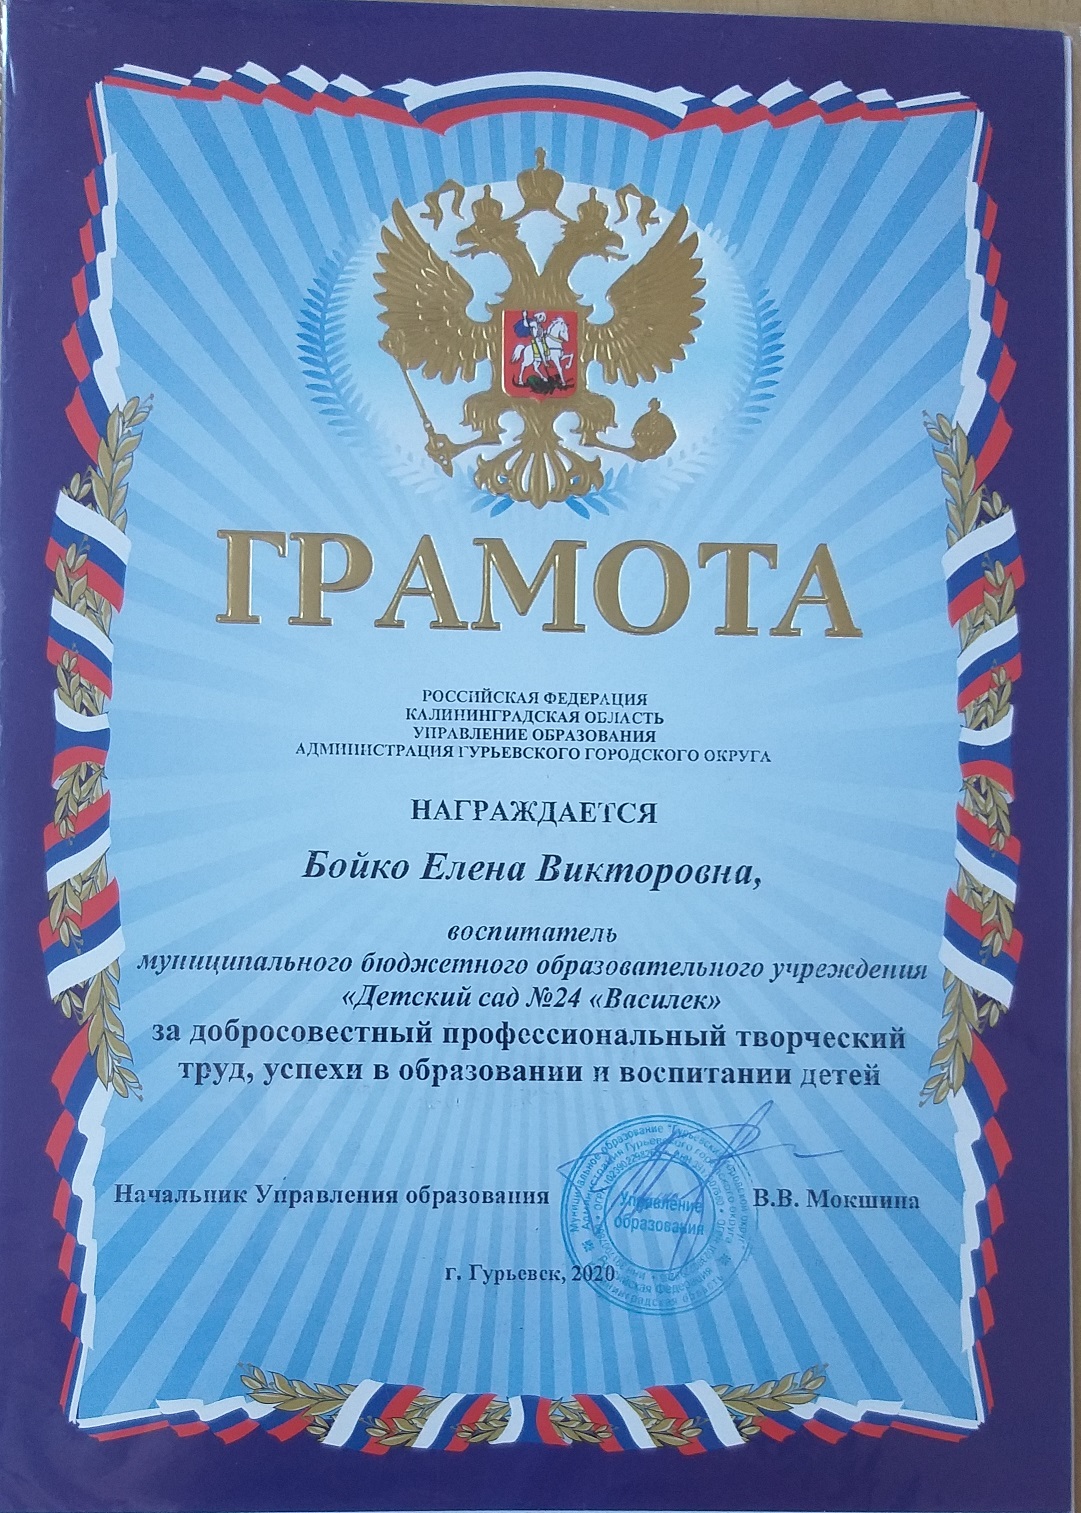 ГРАМОТА
РОССИЙСКАЯ ФЕДЕРАЦИЯ
КАЛИНИНГРАДСКАЯ ОБЛАСТЬ
УПРАВЛЕНИЕ ОБРАЗОВАНИЯ
АДМИНИСТРАЦИЯ ГУРЬЕВСКОГО ГОРОДСКОГО ОКРУГА
НАГРАЖДАЕТСЯ
Бойко Елена Викторовна,
воспитатель
муниципального бюджетного образовательного учреждения
«Детский сад №24 «Василек»
за добросовестный профессиональный творческий
труд, успехи в образовании и воспитании детей
Начальник Управления образования В.В. Мокшина
Управление
образования
г. Гурьевск, 2020